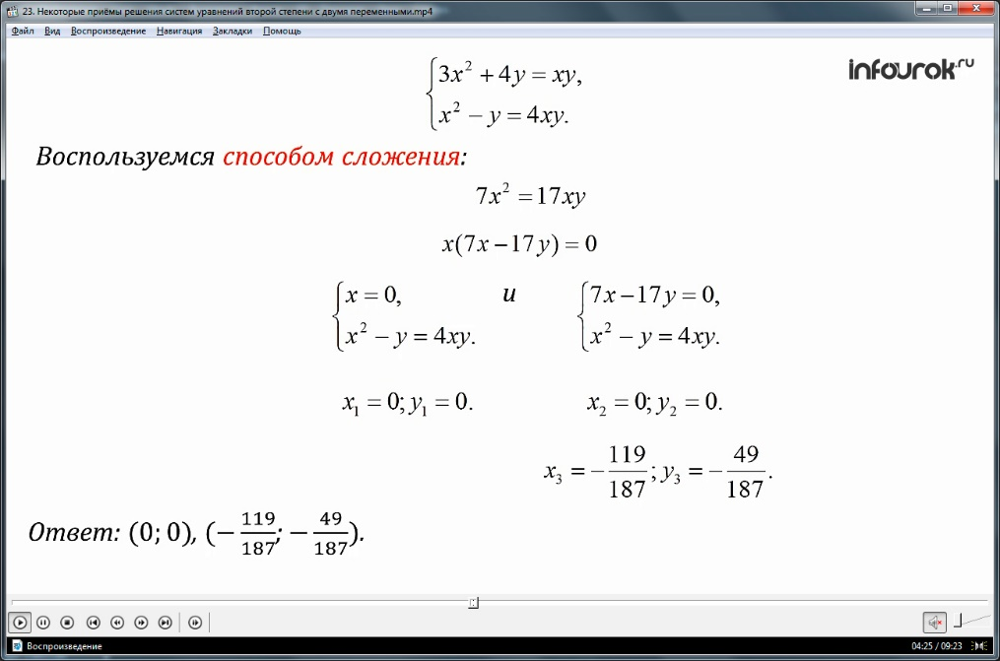 23. Некоторые приёмы решения систем уравнений второй степени с двумя переменными.mp4
Файл Вид Воспроизведение Навигация Закладки Помощь
infourok.ru
3x² + 4y = xy,
x² − y = 4xy.
Воспользуемся способом сложения:
7x² = 17xy
x(7x − 17y) = 0
x = 0, и 7x − 17y = 0,
x² − y = 4xy. x² − y = 4xy.
x₁ = 0; y₁ = 0. x₂ = 0; y₂ = 0.
x₃ = −119/187; y₃ = −49/187.
Ответ: (0; 0), (−119/187; −49/187).
Воспроизведение 04:25 / 09:23